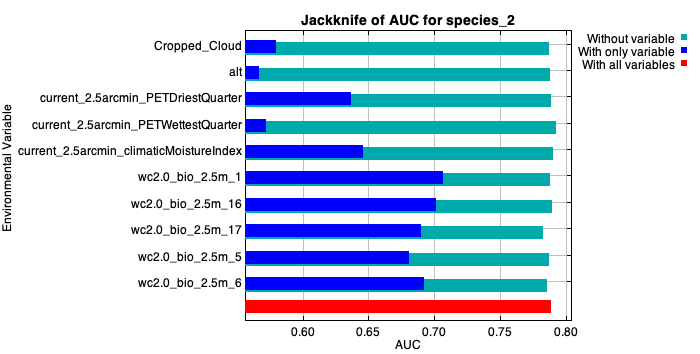 Jackknife of AUC for species_2
Without variable
With only variable
With all variables
Environmental Variable
Cropped_Cloud
alt
current_2.5arcmin_PETDriestQuarter
current_2.5arcmin_PETWettestQuarter
current_2.5arcmin_climaticMoistureIndex
wc2.0_bio_2.5m_1
wc2.0_bio_2.5m_16
wc2.0_bio_2.5m_17
wc2.0_bio_2.5m_5
wc2.0_bio_2.5m_6
0.60 0.65 0.70 0.75 0.80
AUC